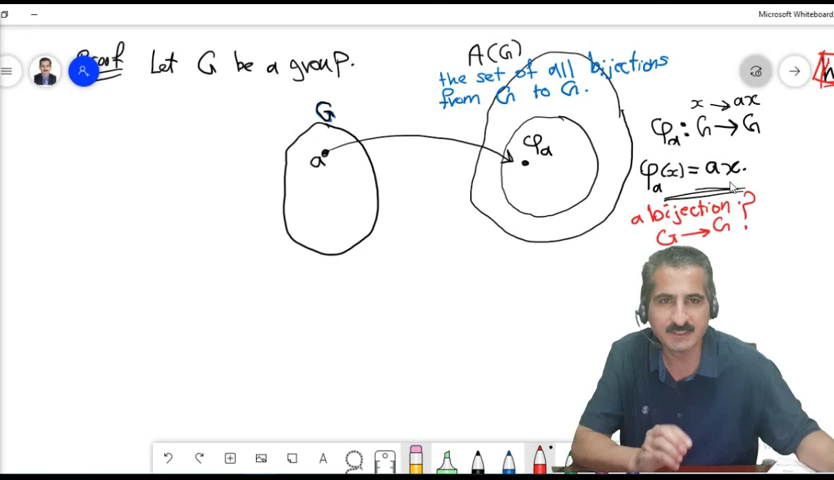 Microsoft Whiteboard
Proof Let G be a group.
A(G)
the set of all bijections
from G to G.
G
a
φa
x → ax
φa : G → G
φa(x) = ax.
a bijection ?
G → G
A